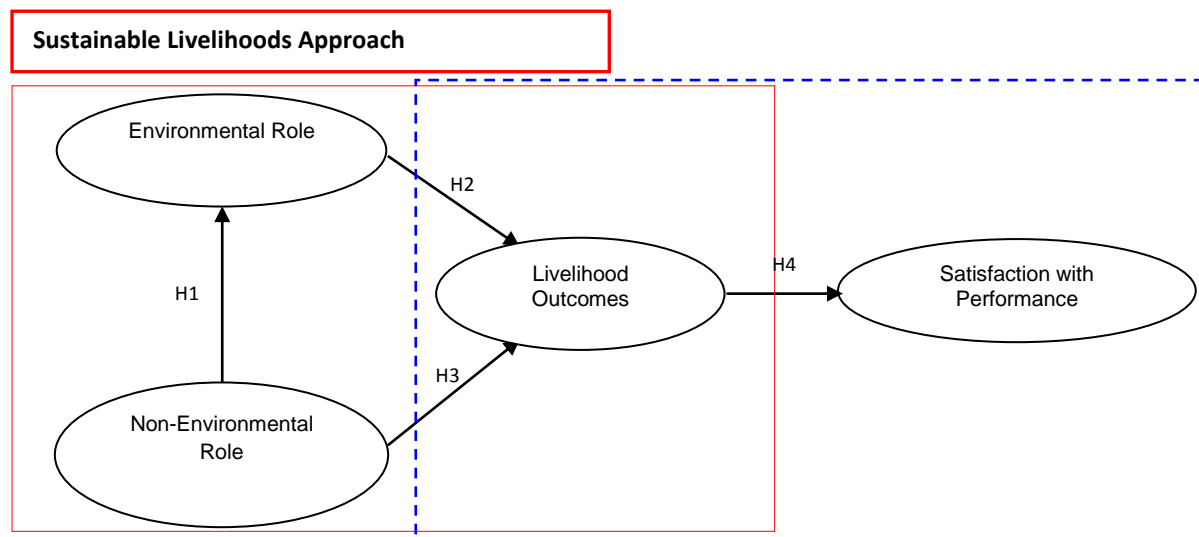 Sustainable Livelihoods Approach
Environmental Role
H2
Livelihood
Outcomes
H4
Satisfaction with
Performance
H1
H3
Non-Environmental
Role